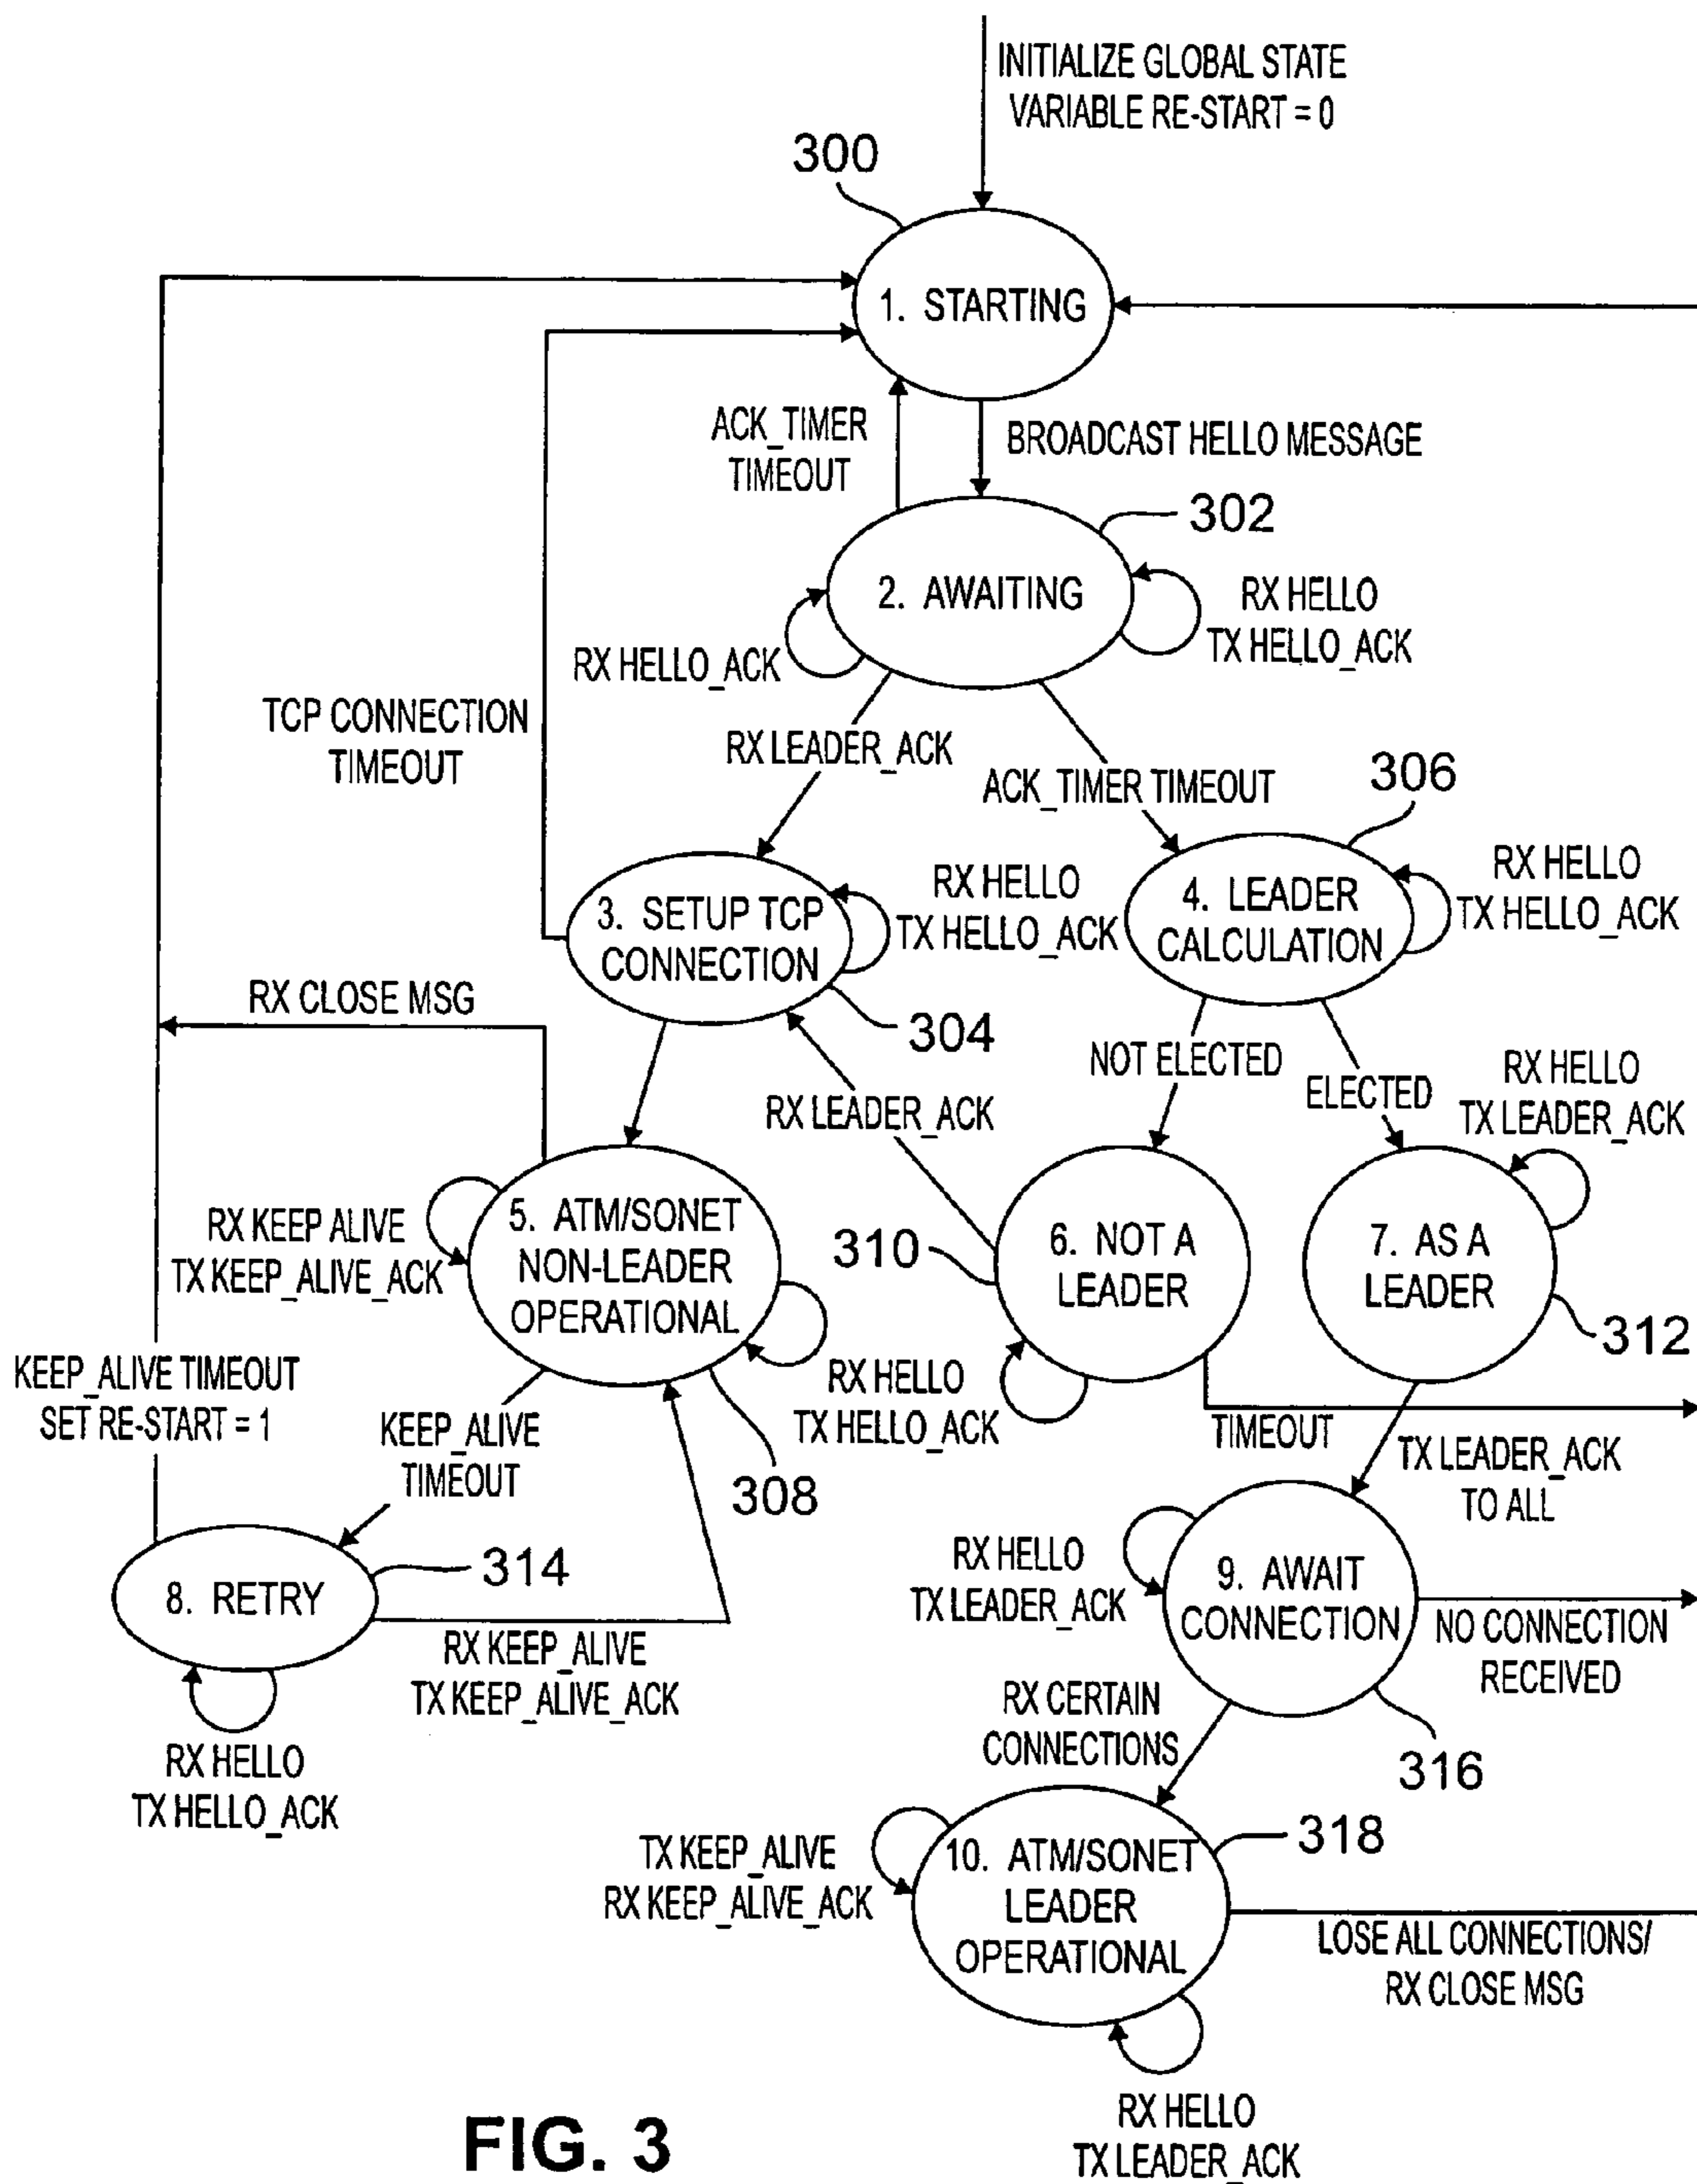 INITIALIZE GLOBAL STATE
VARIABLE RE-START = 0
300
1. STARTING
ACK_TIMER
TIMEOUT
BROADCAST HELLO MESSAGE
302
2. AWAITING
RX HELLO
TX HELLO_ACK
RX HELLO_ACK
TCP CONNECTION
TIMEOUT
RX LEADER_ACK
ACK_TIMER TIMEOUT
306
3. SETUP TCP
CONNECTION
RX HELLO
TX HELLO_ACK
4. LEADER
CALCULATION
RX HELLO
TX HELLO_ACK
RX CLOSE MSG
304
NOT ELECTED
ELECTED
RX HELLO
TX LEADER_ACK
RX LEADER_ACK
RX KEEP ALIVE
TX KEEP_ALIVE_ACK
5. ATM/SONET
NON-LEADER
OPERATIONAL
310
6. NOT A
LEADER
7. AS A
LEADER
312
KEEP_ALIVE TIMEOUT
SET RE-START = 1
KEEP_ALIVE
TIMEOUT
RX HELLO
TX HELLO_ACK
308
TIMEOUT
TX LEADER_ACK
TO ALL
8. RETRY
314
RX HELLO
TX LEADER_ACK
9. AWAIT
CONNECTION
NO CONNECTION
RECEIVED
RX KEEP_ALIVE
TX KEEP_ALIVE_ACK
RX HELLO
TX HELLO_ACK
RX CERTAIN
CONNECTIONS
316
318
TX KEEP_ALIVE
RX KEEP_ALIVE_ACK
10. ATM/SONET
LEADER
OPERATIONAL
LOSE ALL CONNECTIONS/
RX CLOSE MSG
RX HELLO
TX LEADER_ACK
FIG. 3